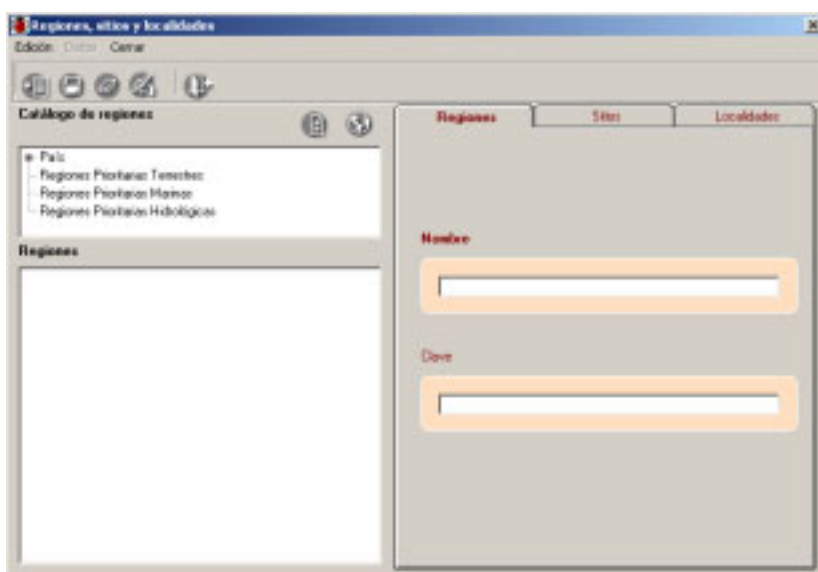 Regiones, sitios y localidades
Edición Datos Cerrar
Catálogo de regiones
País
Regiones Prioritarias Terrestres
Regiones Prioritarias Marinas
Regiones Prioritarias Hidrológicas
Regiones
Regiones Sitios Localidades
Nombre
Clave